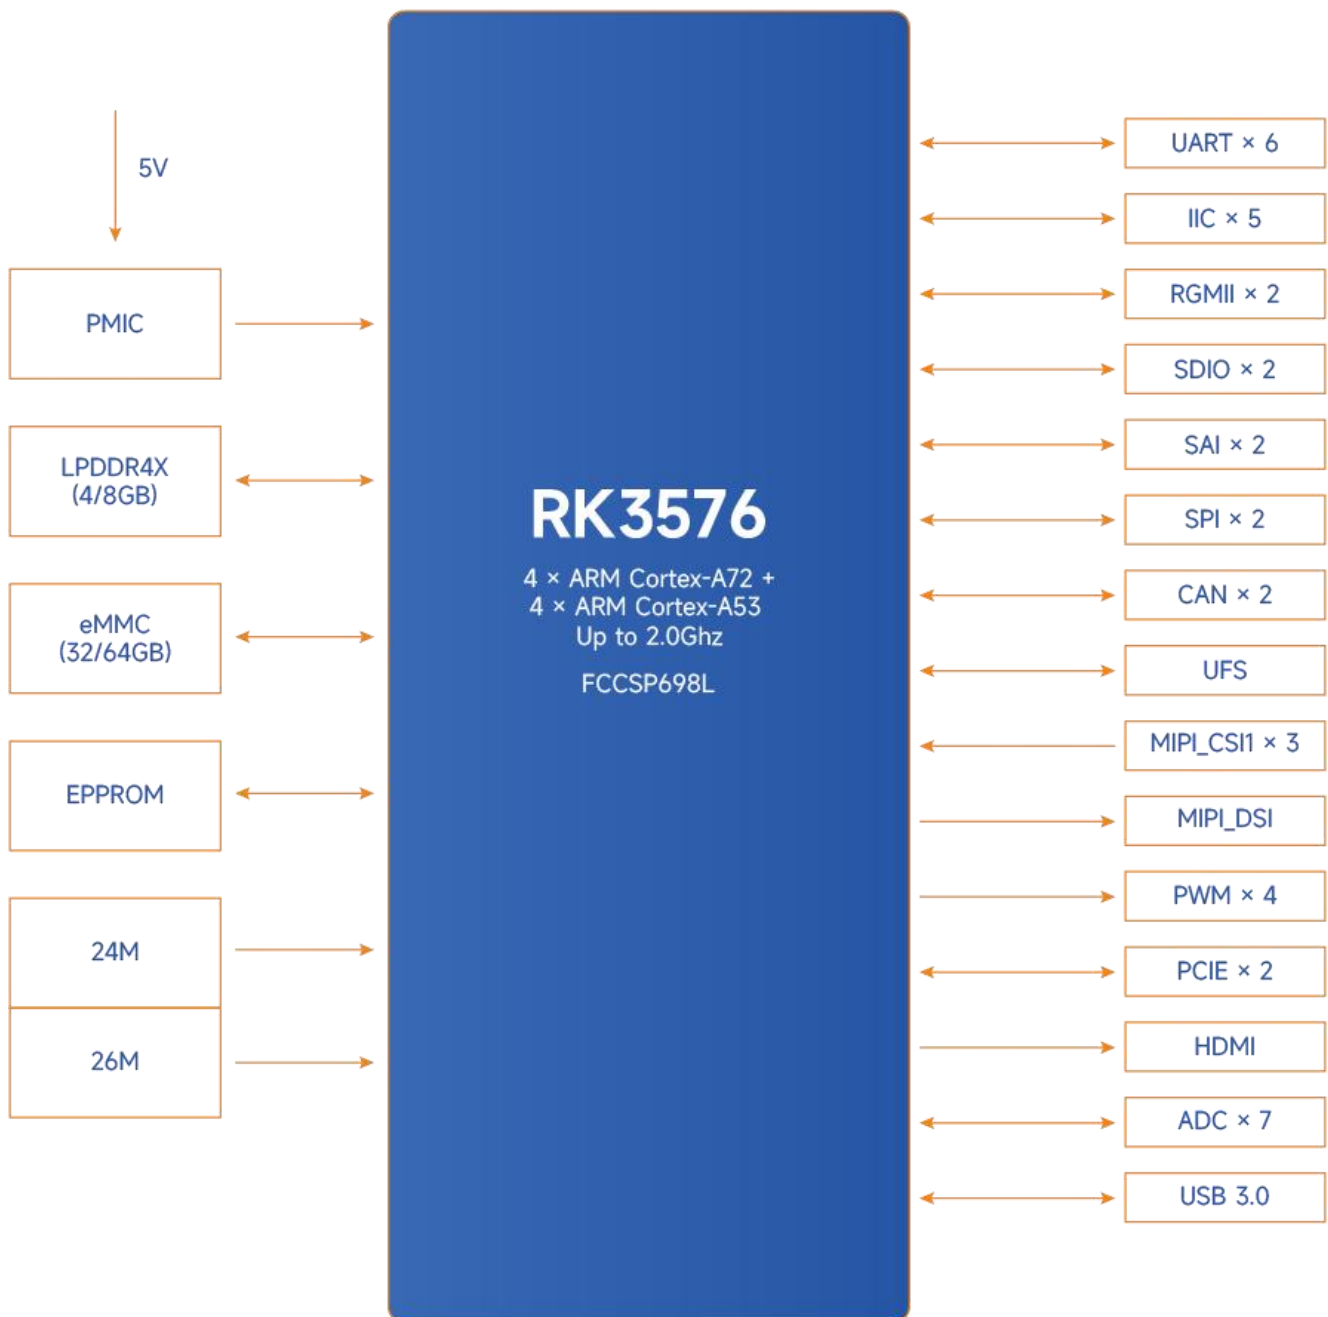 5V
PMIC
LPDDR4X
(4/8GB)
eMMC
(32/64GB)
EPPROM
24M
26M
RK3576
4 × ARM Cortex-A72 +
4 × ARM Cortex-A53
Up to 2.0Ghz
FCCSP698L
UART × 6
IIC × 5
RGMII × 2
SDIO × 2
SAI × 2
SPI × 2
CAN × 2
UFS
MIPI_CSI1 × 3
MIPI_DSI
PWM × 4
PCIE × 2
HDMI
ADC × 7
USB 3.0